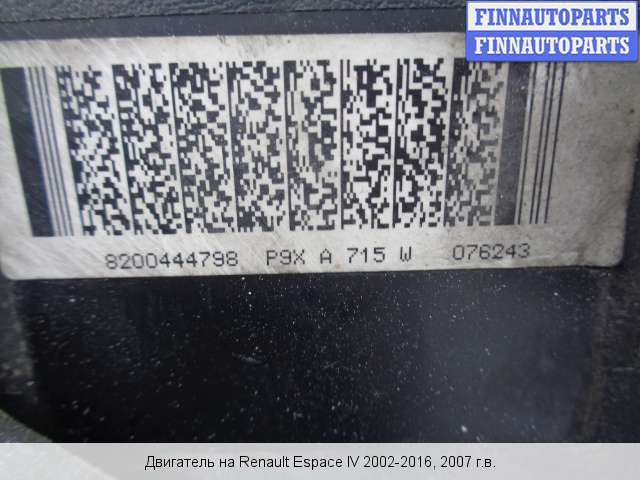 FINNAUTOPARTS
FINNAUTOPARTS
8200444798 P9X A 715 W 076243
Двигатель на Renault Espace IV 2002-2016, 2007 г.в.